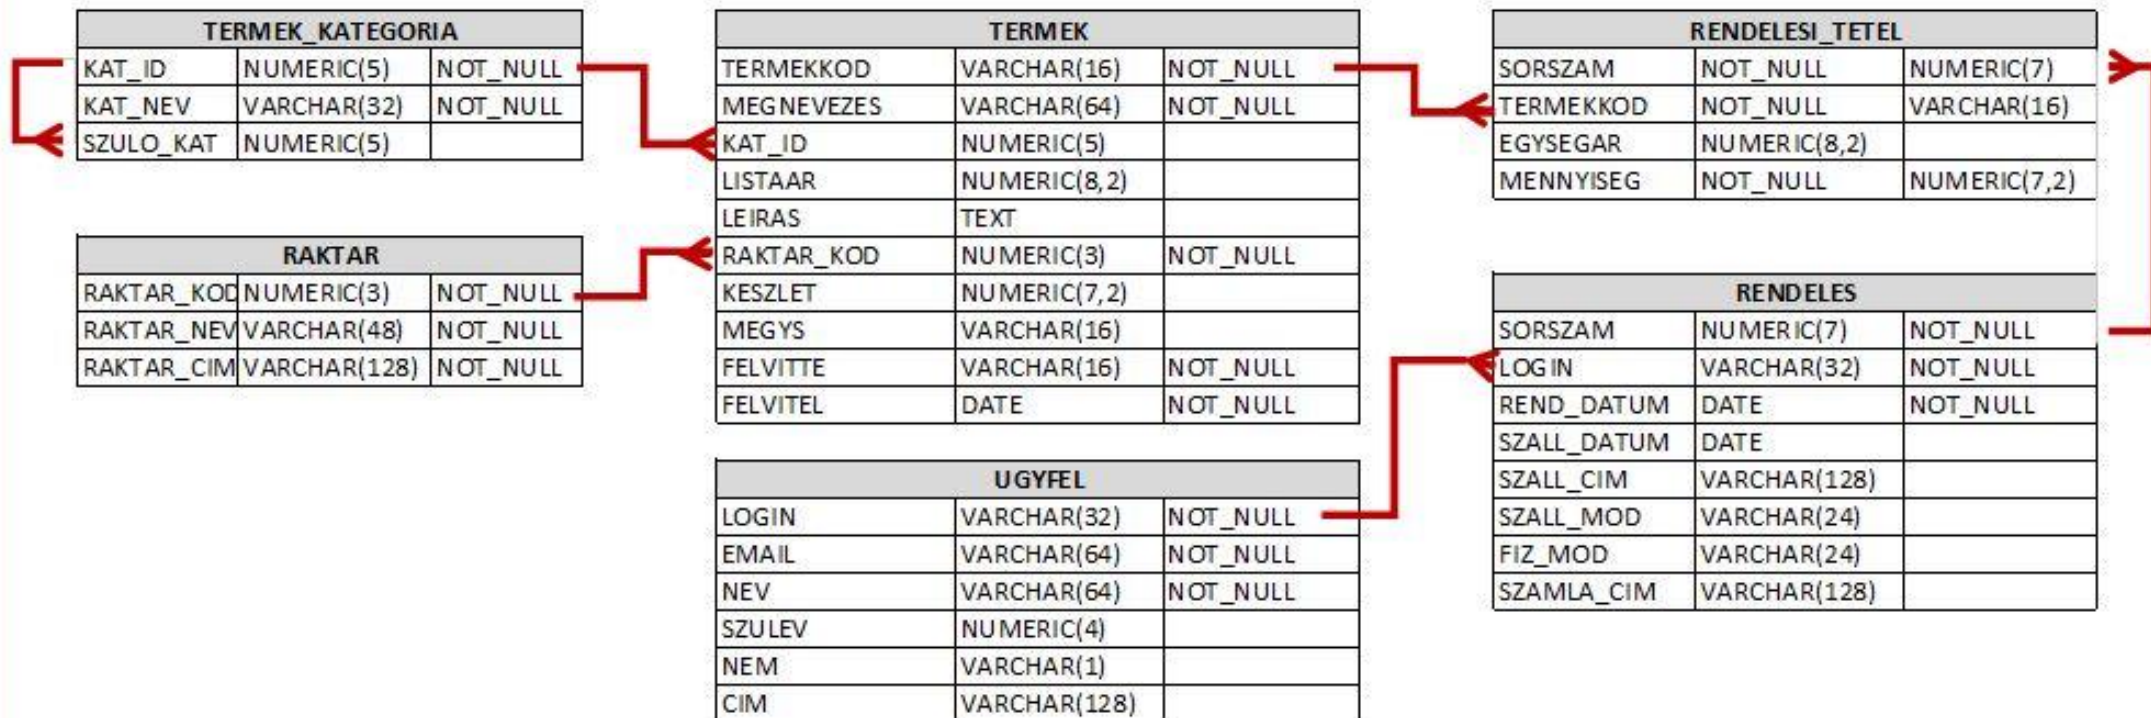 TERMEK_KATEGORIA
KAT_ID NUMERIC(5) NOT_NULL
KAT_NEV VARCHAR(32) NOT_NULL
SZULO_KAT NUMERIC(5)
RAKTAR
RAKTAR_KOD NUMERIC(3) NOT_NULL
RAKTAR_NEV VARCHAR(48) NOT_NULL
RAKTAR_CIM VARCHAR(128) NOT_NULL
TERMEK
TERMEKKOD VARCHAR(16) NOT_NULL
MEGNEVEZES VARCHAR(64) NOT_NULL
KAT_ID NUMERIC(5)
LISTAAR NUMERIC(8,2)
LEIRAS TEXT
RAKTAR_KOD NUMERIC(3) NOT_NULL
KESZLET NUMERIC(7,2)
MEGYS VARCHAR(16)
FELVITTE VARCHAR(16) NOT_NULL
FELVITEL DATE NOT_NULL
UGYFEL
LOGIN VARCHAR(32) NOT_NULL
EMAIL VARCHAR(64) NOT_NULL
NEV VARCHAR(64) NOT_NULL
SZULEV NUMERIC(4)
NEM VARCHAR(1)
CIM VARCHAR(128)
RENDELESI_TETEL
SORSZAM NOT_NULL NUMERIC(7)
TERMEKKOD NOT_NULL VARCHAR(16)
EGYSEGAR NUMERIC(8,2)
MENNYISEG NOT_NULL NUMERIC(7,2)
RENDELES
SORSZAM NUMERIC(7) NOT_NULL
LOGIN VARCHAR(32) NOT_NULL
REND_DATUM DATE NOT_NULL
SZALL_DATUM DATE
SZALL_CIM VARCHAR(128)
SZALL_MOD VARCHAR(24)
FIZ_MOD VARCHAR(24)
SZAMLA_CIM VARCHAR(128)